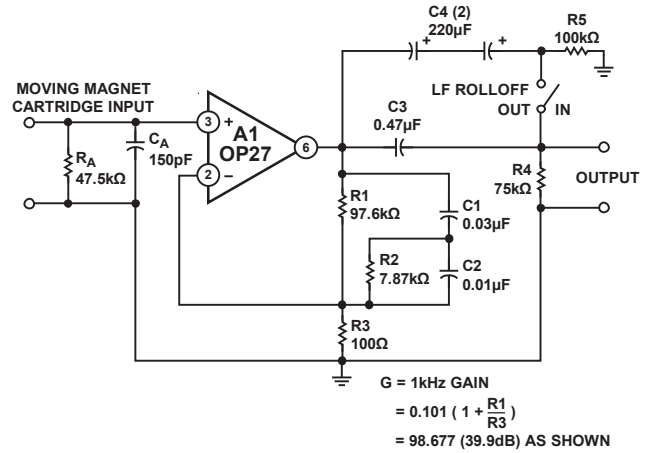 C4 (2)
220µF
+
+
R5
100kΩ
MOVING MAGNET
CARTRIDGE INPUT
LF ROLLOFF
OUT
IN
C3
0.47µF
3
+
A1
OP27
6
2
–
RA
47.5kΩ
CA
150pF
R4
75kΩ
OUTPUT
R1
97.6kΩ
C1
0.03µF
R2
7.87kΩ
C2
0.01µF
R3
100Ω
G = 1kHz GAIN
= 0.101 ( 1 + R1
R3 )
= 98.677 (39.9dB) AS SHOWN